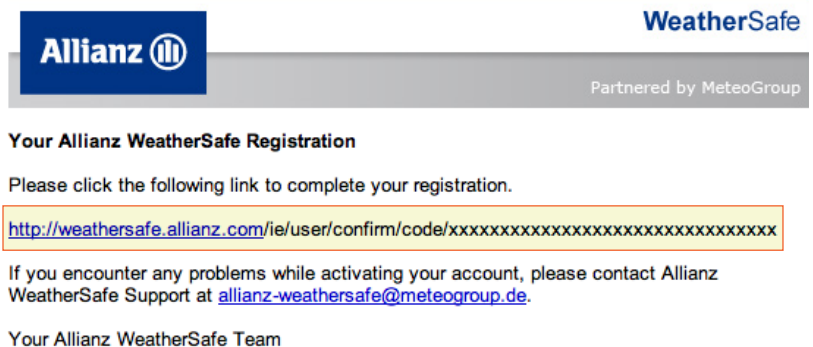 WeatherSafe
Allianz
Partnered by MeteoGroup
Your Allianz WeatherSafe Registration
Please click the following link to complete your registration.
http://weathersafe.allianz.com/ie/user/confirm/code/xxxxxxxxxxxxxxxxxxxxxxxxxxxxxxxx
If you encounter any problems while activating your account, please contact Allianz
WeatherSafe Support at allianz-weathersafe@meteogroup.de.
Your Allianz WeatherSafe Team